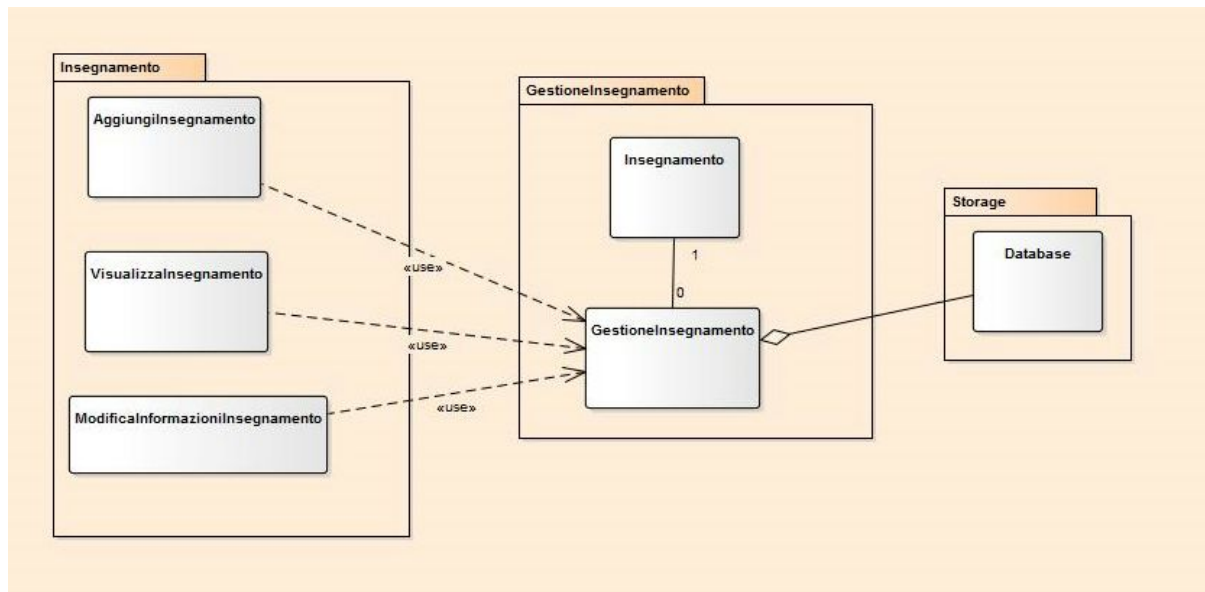 Insegnamento
AggiungiInsegnamento
VisualizzaInsegnamento
ModificaInformazioniInsegnamento
«use»
«use»
«use»
GestioneInsegnamento
Insegnamento
1
0
GestioneInsegnamento
Storage
Database